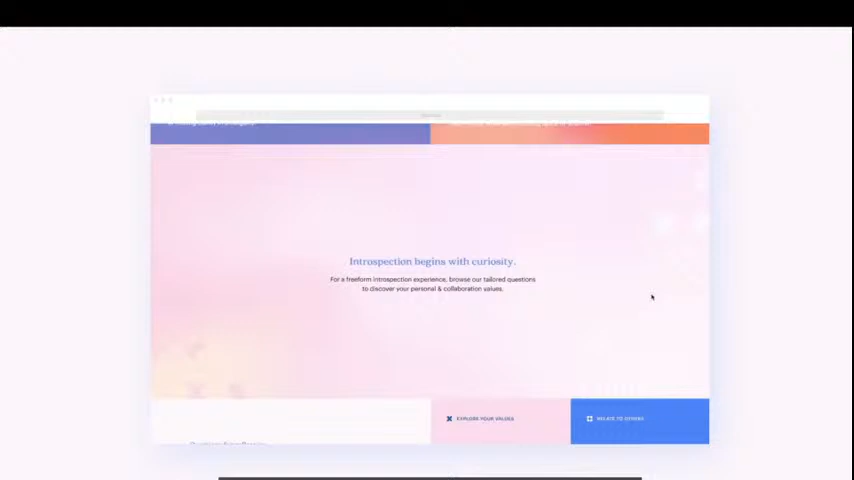 Introspection begins with curiosity.
For a freeform introspection experience, browse our tailored questions
to discover your personal & collaboration values.
EXPLORE YOUR VALUES
RELATE TO OTHERS